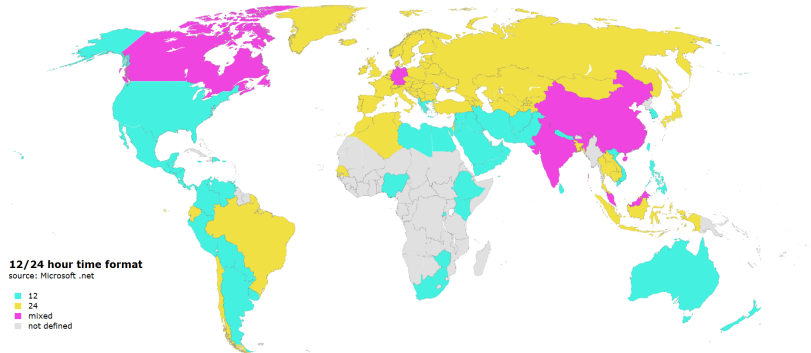 12/24 hour time format
source: Microsoft .net
12
24
mixed
not defined